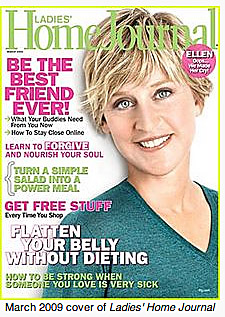 LADIES'
Home Journal
MARCH 2009
ELLEN
Oops...
We Made
Her Cry!
BE THE
BEST
FRIEND
EVER!
→What Your Buddies Need
From You Now
→How To Stay Close Online
LEARN TO FORGIVE
AND NOURISH YOUR SOUL
{TURN A SIMPLE
SALAD INTO A
POWER MEAL
GET FREE STUFF
Every Time You Shop
FLATTEN
YOUR BELLY
WITHOUT DIETING
HOW TO BE STRONG WHEN
SOMEONE YOU LOVE IS VERY SICK
March 2009 cover of Ladies' Home Journal